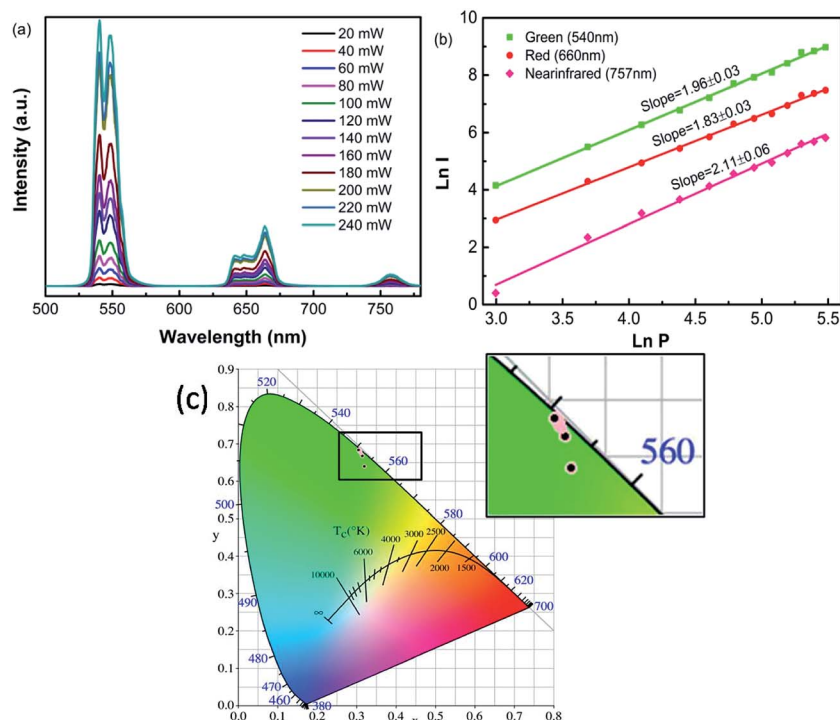 (a)
20 mW
40 mW
60 mW
80 mW
100 mW
120 mW
140 mW
160 mW
180 mW
200 mW
220 mW
240 mW
Intensity (a.u.)
500 550 600 650 700 750
Wavelength (nm)
(b)
Green (540nm)
Red (660nm)
Nearinfrared (757nm)
Slope=1.96±0.03
Slope=1.83±0.03
Slope=2.11±0.06
Ln I
10
8
6
4
2
0
3.0 3.5 4.0 4.5 5.0 5.5
Ln P
(c)
0.9
0.8
0.7
0.6
0.5
0.4
0.3
0.2
0.1
0.0
y
520
540
560
500
580
600
620
700
490
480
470
460
380
T_C(°K)
∞
10000
6000
4000
3000
2500
2000
1500
0.0 0.1 0.2 0.3 0.4 0.5 0.6 0.7 0.8
560